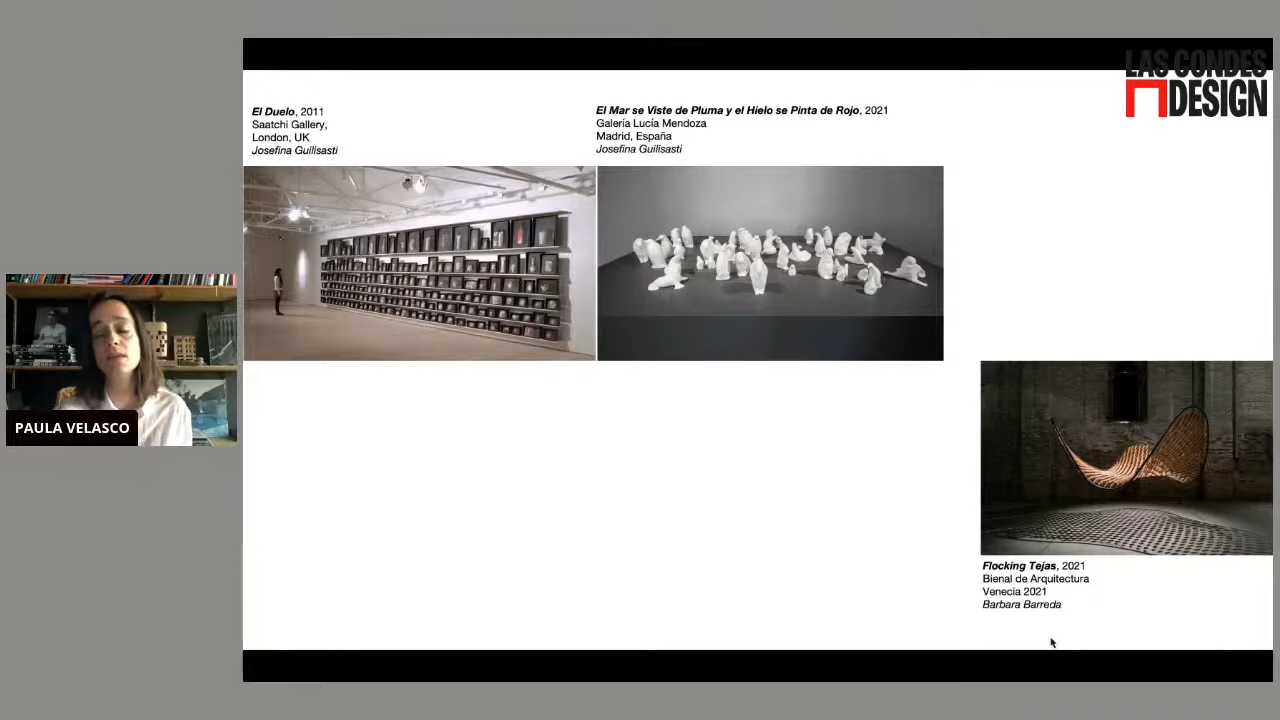 LAS CONDES
DESIGN
El Duelo, 2011
Saatchi Gallery,
London, UK
Josefina Guilisasti
El Mar se Viste de Pluma y el Hielo se Pinta de Rojo, 2021
Galería Lucía Mendoza
Madrid, España
Josefina Guilisasti
PAULA VELASCO
Flocking Tejas, 2021
Bienal de Arquitectura
Venecia 2021
Barbara Barreda